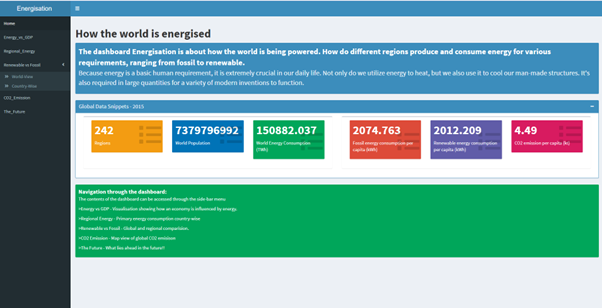 Energisation
Home
Energy_vs_GDP
Regional_Energy
Renewable vs Fossil
World-View
Country-Wise
CO2_Emission
The_Future
How the world is energised
The dashboard Energisation is about how the world is being powered. How do different regions produce and consume energy for various
requirements, ranging from fossil to renewable.
Because energy is a basic human requirement, it is extremely crucial in our daily life. Not only do we utilize energy to heat, but we also use it to cool our man-made structures. It's
also required in large quantities for a variety of modern inventions to function.
Global Data Snippets - 2015
242
Regions
7379796992
World Population
150882.037
World Energy Consumption
(TWh)
2074.763
Fossil energy consumption per
capita (kWh)
2012.209
Renewable energy consumption
per capita (kWh)
4.49
CO2 emission per capita (kg)
Navigation through the dashboard:
The contents of the dashboard can be accessed through the side-bar menu
>Energy vs GDP - Visualisation showing how an economy is influenced by energy.
>Regional Energy - Primary energy consumption country-wise
>Renewable vs Fossil - Global and regional comparision.
>CO2 Emission - Map view of global CO2 emission
>The Future - What lies ahead in the future?